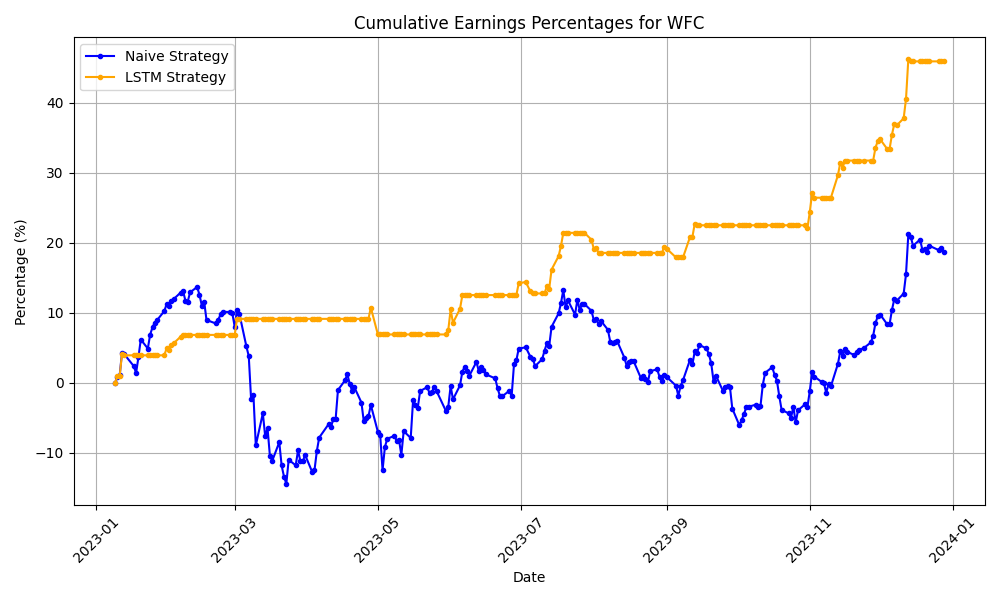 Cumulative Earnings Percentages for WFC
Naive Strategy
LSTM Strategy
Percentage (%)
40
30
20
10
0
−10
2023-01
2023-03
2023-05
2023-07
2023-09
2023-11
2024-01
Date